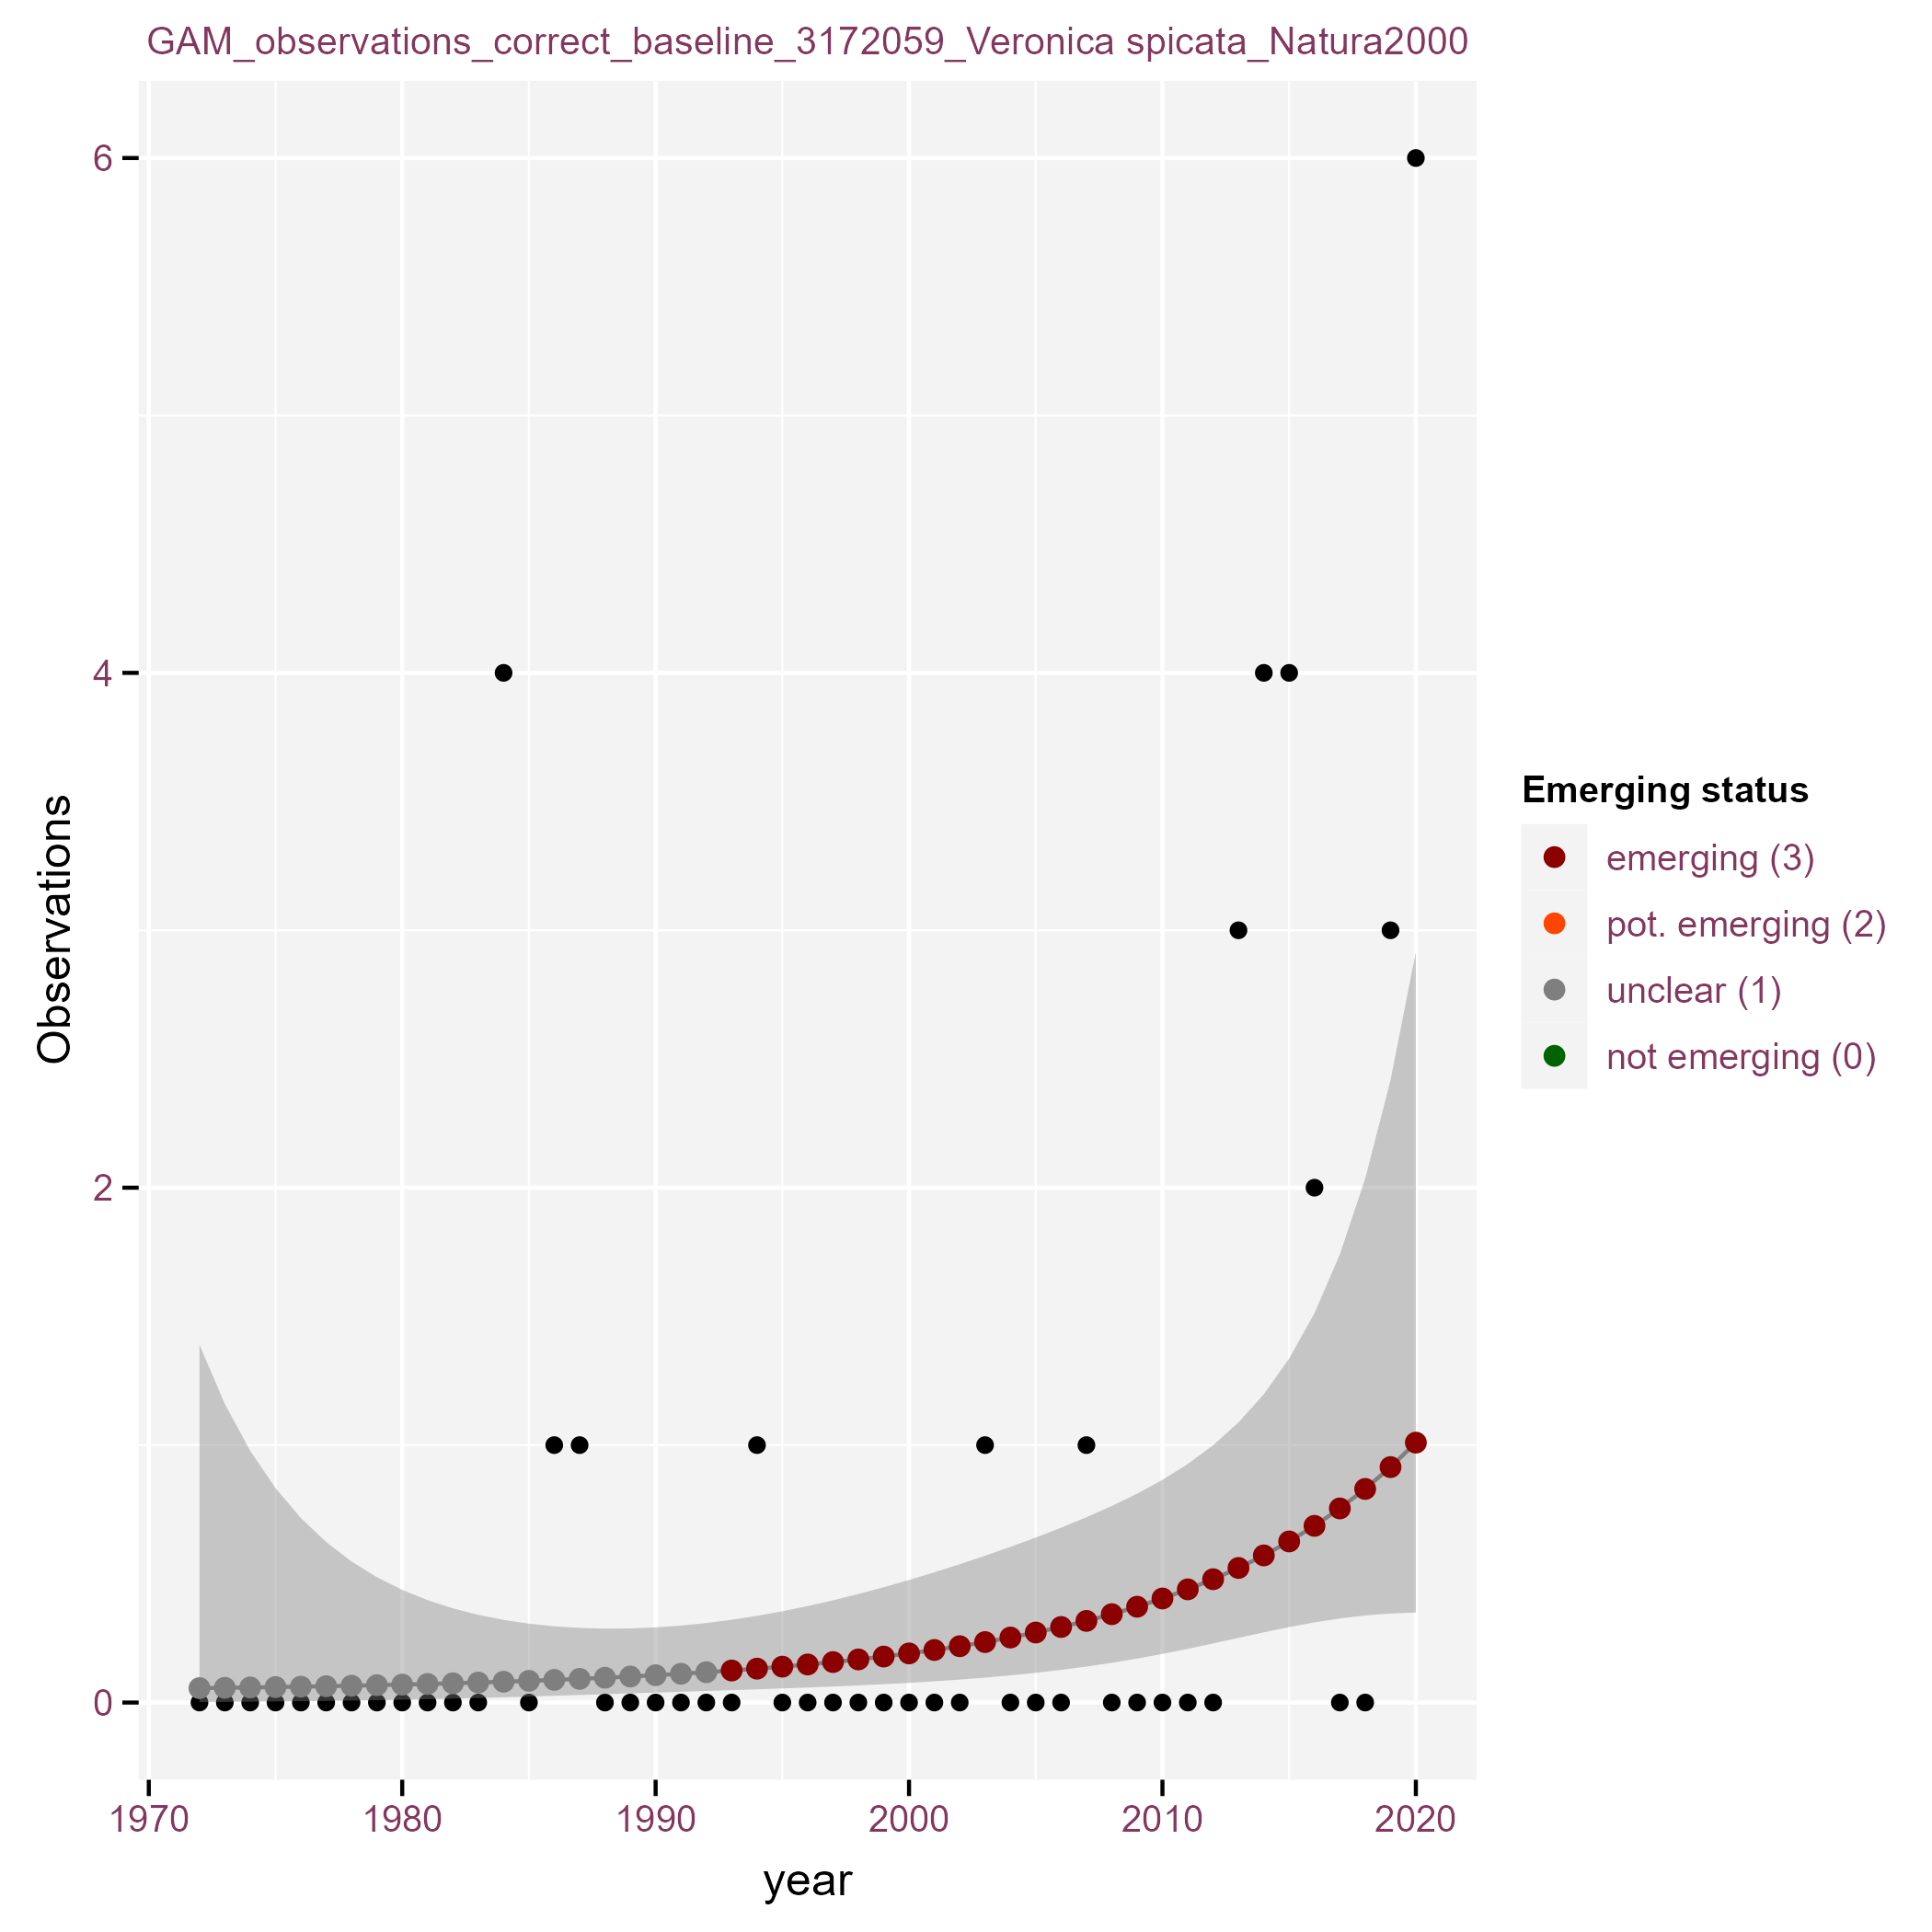 GAM_observations_correct_baseline_3172059_Veronica spicata_Natura2000
6
4
2
0
Observations
1970 1980 1990 2000 2010 2020
year
Emerging status
emerging (3)
pot. emerging (2)
unclear (1)
not emerging (0)